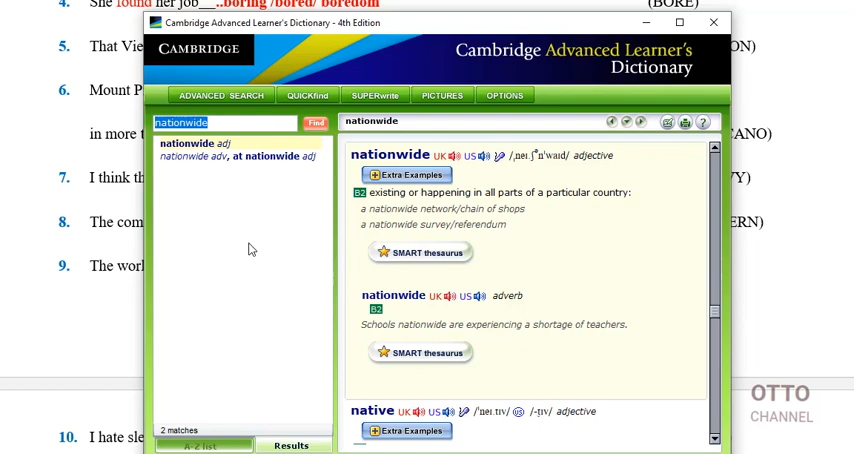 4. She found her job__..boring /bored/ boredom (BORE)
Cambridge Advanced Learner's Dictionary - 4th Edition
5. That Vie ON)
CAMBRIDGE
Cambridge Advanced Learner's
Dictionary
6. Mount P
ADVANCED SEARCH QUICKfind SUPERwrite PICTURES OPTIONS
nationwide Find nationwide ?
in more t CANO)
nationwide adj
nationwide adv, at nationwide adj
nationwide UK US /ˌneɪ.ʃᵊnˈwaɪd/ adjective
7. I think th VY)
Extra Examples
B2 existing or happening in all parts of a particular country:
a nationwide network/chain of shops
8. The com ERN)
a nationwide survey/referendum
SMART thesaurus
9. The worl
nationwide UK US adverb
B2
Schools nationwide are experiencing a shortage of teachers.
SMART thesaurus
OTTO
CHANNEL
native UK US /ˈneɪ.tɪv/ US /-t̬ɪv/ adjective
2 matches
Extra Examples
10. I hate sle
A-Z list Results